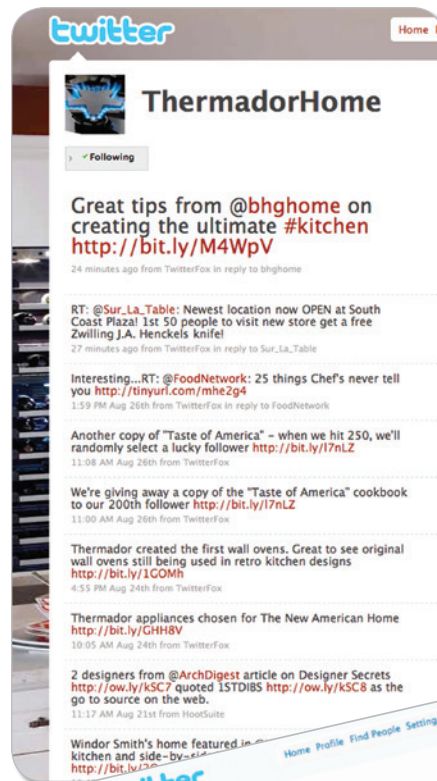 twitter
Home
ThermadorHome
Following
Great tips from @bhghome on
creating the ultimate #kitchen
http://bit.ly/M4WpV
24 minutes ago from TwitterFox in reply to bhghome
RT: @Sur_La_Table: Newest location now OPEN at South
Coast Plaza! 1st 50 people to visit new store get a free
Zwilling J.A. Henckels knife!
27 minutes ago from TwitterFox in reply to Sur_La_Table
Interesting...RT: @FoodNetwork: 25 things Chef's never tell
you http://tinyurl.com/mhe2g4
1:59 PM Aug 26th from TwitterFox in reply to FoodNetwork
Another copy of "Taste of America" – when we hit 250, we'll
randomly select a lucky follower http://bit.ly/l7nLZ
11:08 AM Aug 26th from TwitterFox
We're giving away a copy of the "Taste of America" cookbook
to our 200th follower http://bit.ly/l7nLZ
11:00 AM Aug 26th from TwitterFox
Thermador created the first wall ovens. Great to see original
wall ovens still being used in retro kitchen designs
http://bit.ly/1GOMh
4:55 PM Aug 24th from TwitterFox
Thermador appliances chosen for The New American Home
http://bit.ly/GHH8V
10:05 AM Aug 24th from TwitterFox
2 designers from @ArchDigest article on Designer Secrets
http://ow.ly/kSC7 quoted 1STDIBS http://ow.ly/kSC8 as the
go to source on the web.
11:17 AM Aug 21st from HootSuite
Windor Smith's home featured in
kitchen and side-by-side
Home Profile Find People Setting
twitter